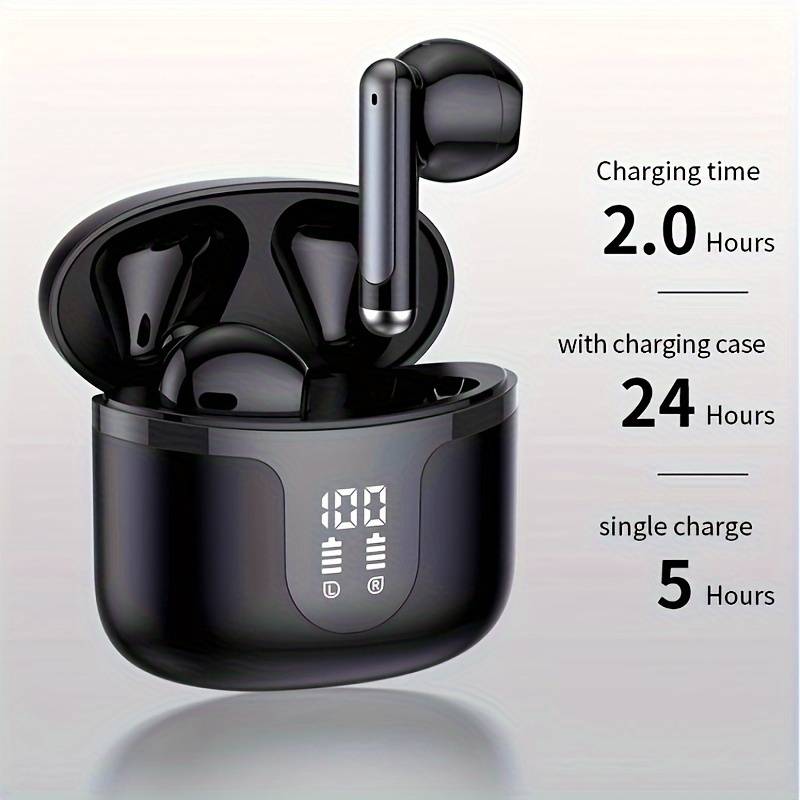 Charging time
2.0 Hours
with charging case
24 Hours
single charge
5 Hours
100
L R